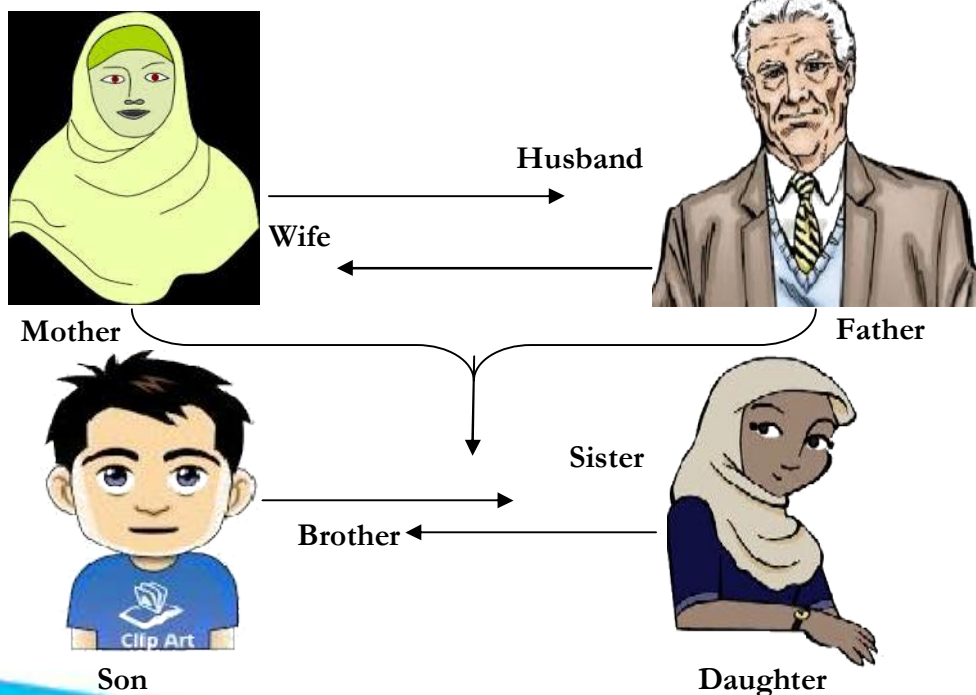 Husband
Wife
Mother
Father
Sister
Brother
Clip Art
Son
Daughter